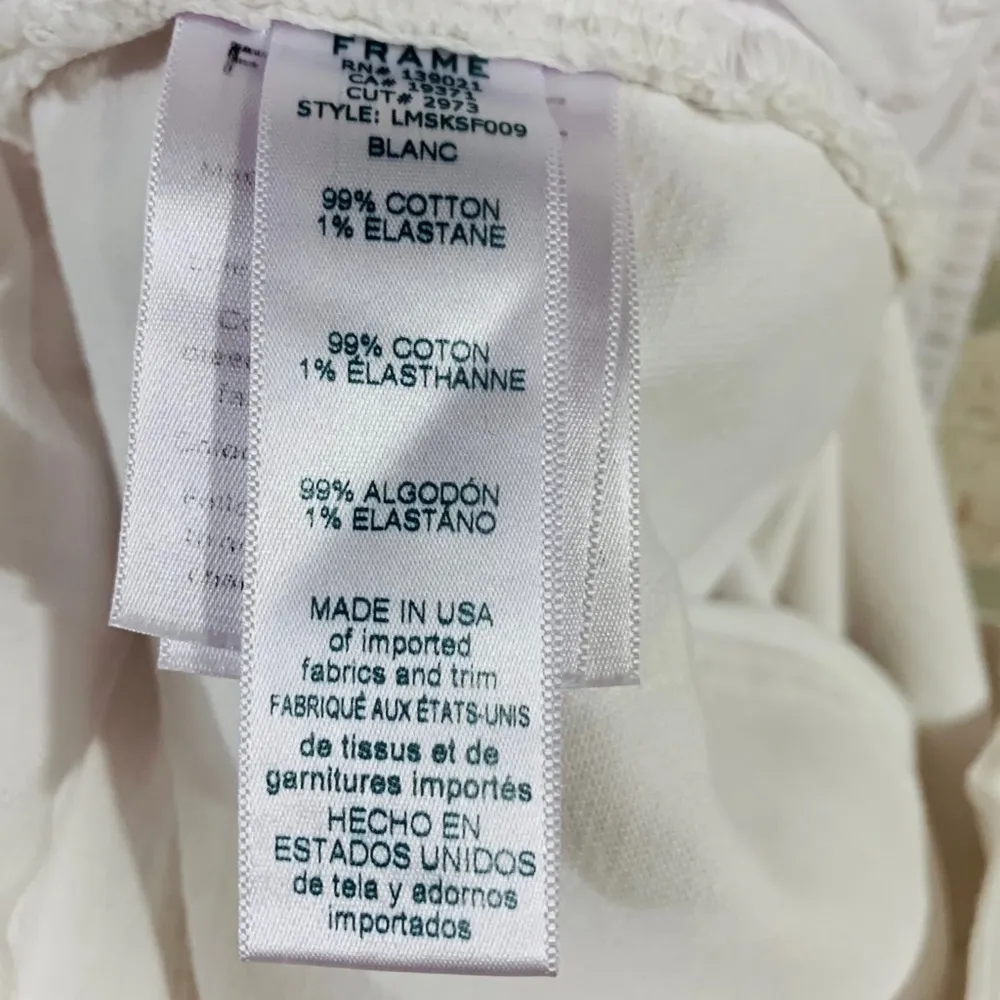 FRAME
RN# 139021
CA# 19371
CUT# 2973
STYLE: LMSKSF009
BLANC
99% COTTON
1% ELASTANE
99% COTON
1% ÉLASTHANNE
99% ALGODÓN
1% ELASTÁNO
MADE IN USA
of imported
fabrics and trim
FABRIQUÉ AUX ÉTATS-UNIS
de tissus et de
garnitures importés
HECHO EN
ESTADOS UNIDOS
de tela y adornos
importados